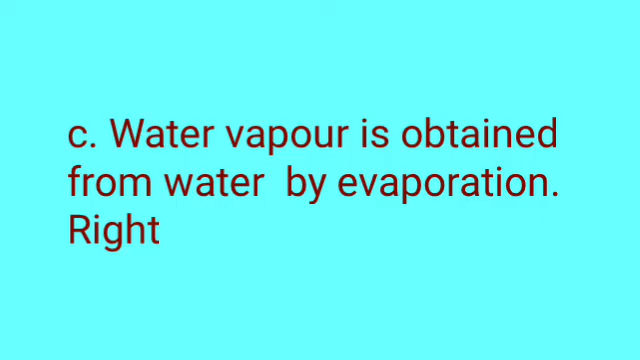 c. Water vapour is obtained
from water  by evaporation.
Right